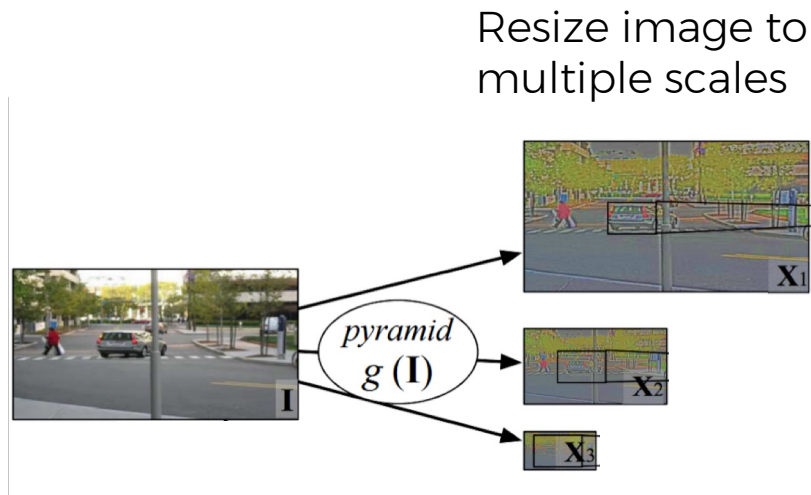 Resize image to
multiple scales
X1
pyramid
g (I)
I
X2
X3